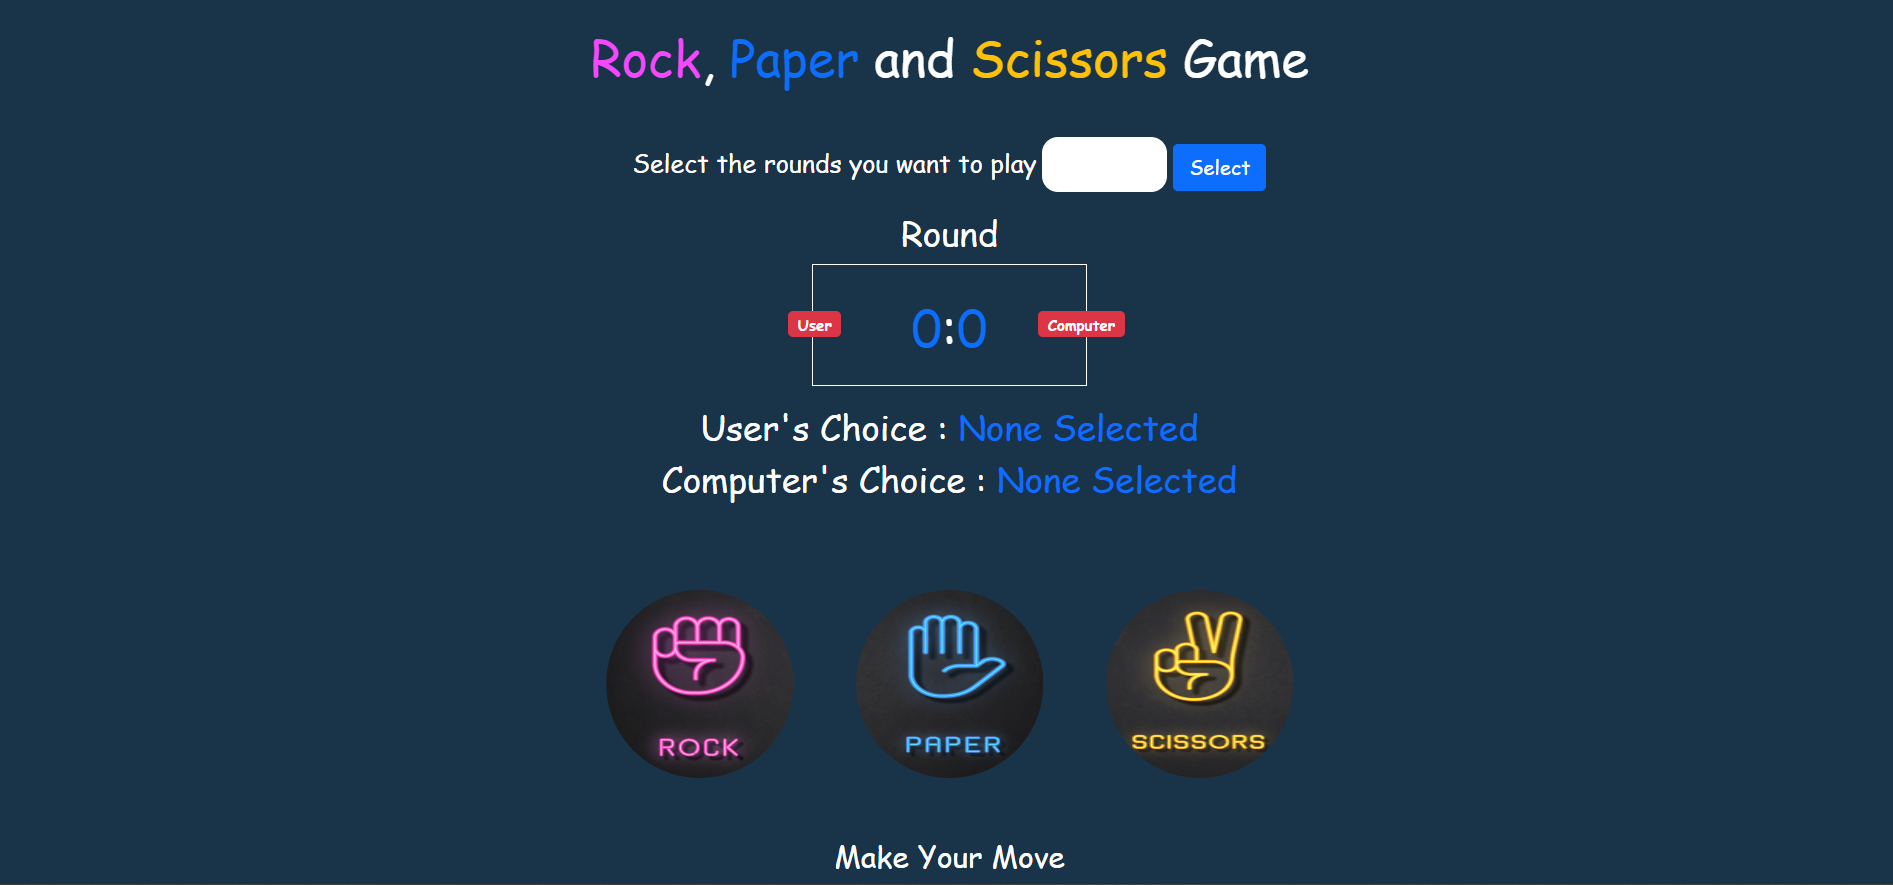 Rock, Paper and Scissors Game
Select the rounds you want to play Select
Round
User 0:0 Computer
User's Choice : None Selected
Computer's Choice : None Selected
ROCK PAPER SCISSORS
Make Your Move